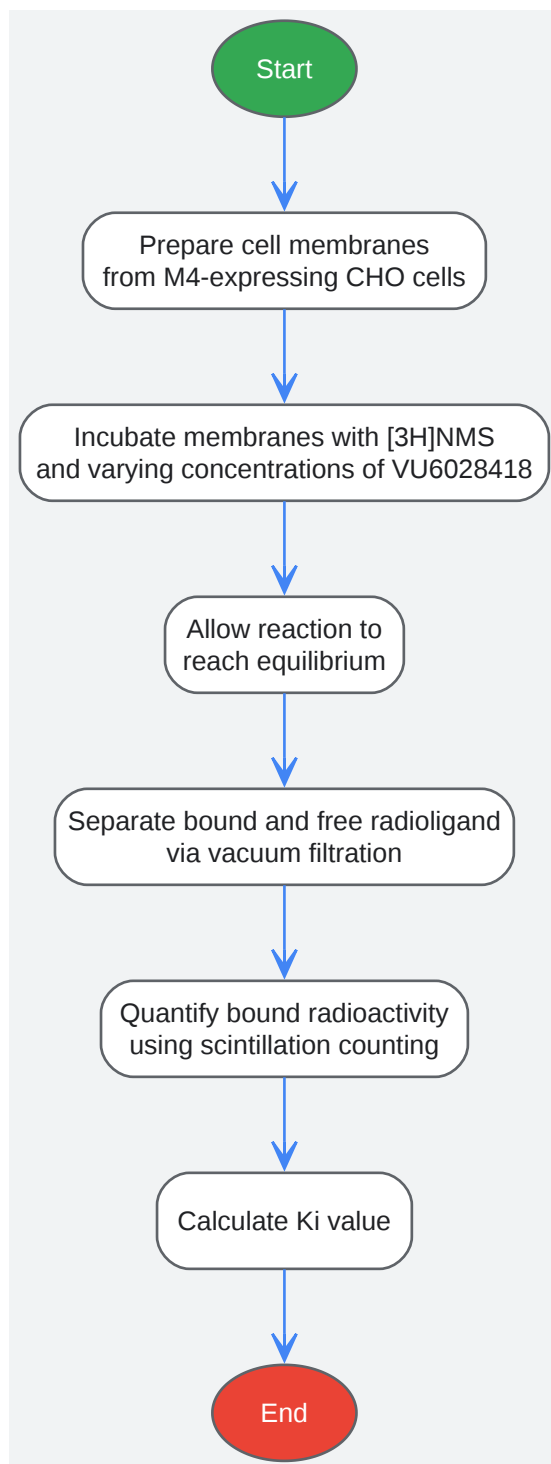 Start
Prepare cell membranes
from M4-expressing CHO cells
Incubate membranes with [3H]NMS
and varying concentrations of VU6028418
Allow reaction to
reach equilibrium
Separate bound and free radioligand
via vacuum filtration
Quantify bound radioactivity
using scintillation counting
Calculate Ki value
End